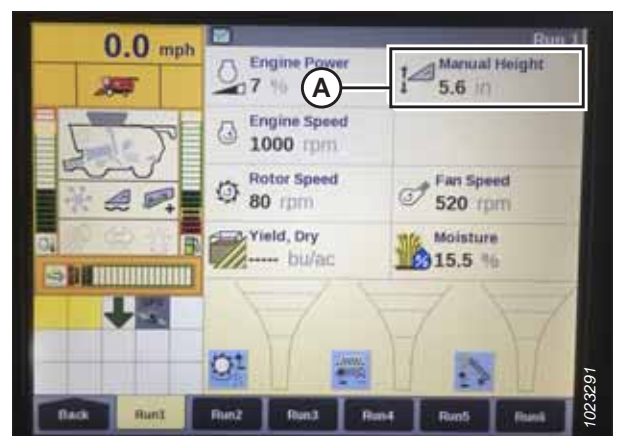 0.0 mph
Run 1
Engine Power
7 %
A
Manual Height
5.6 in
Engine Speed
1000 rpm
Rotor Speed
80 rpm
Fan Speed
520 rpm
Yield, Dry
----- bu/ac
Moisture
15.5 %
Back
Run1
Run2
Run3
Run4
Run5
Run6
1023291